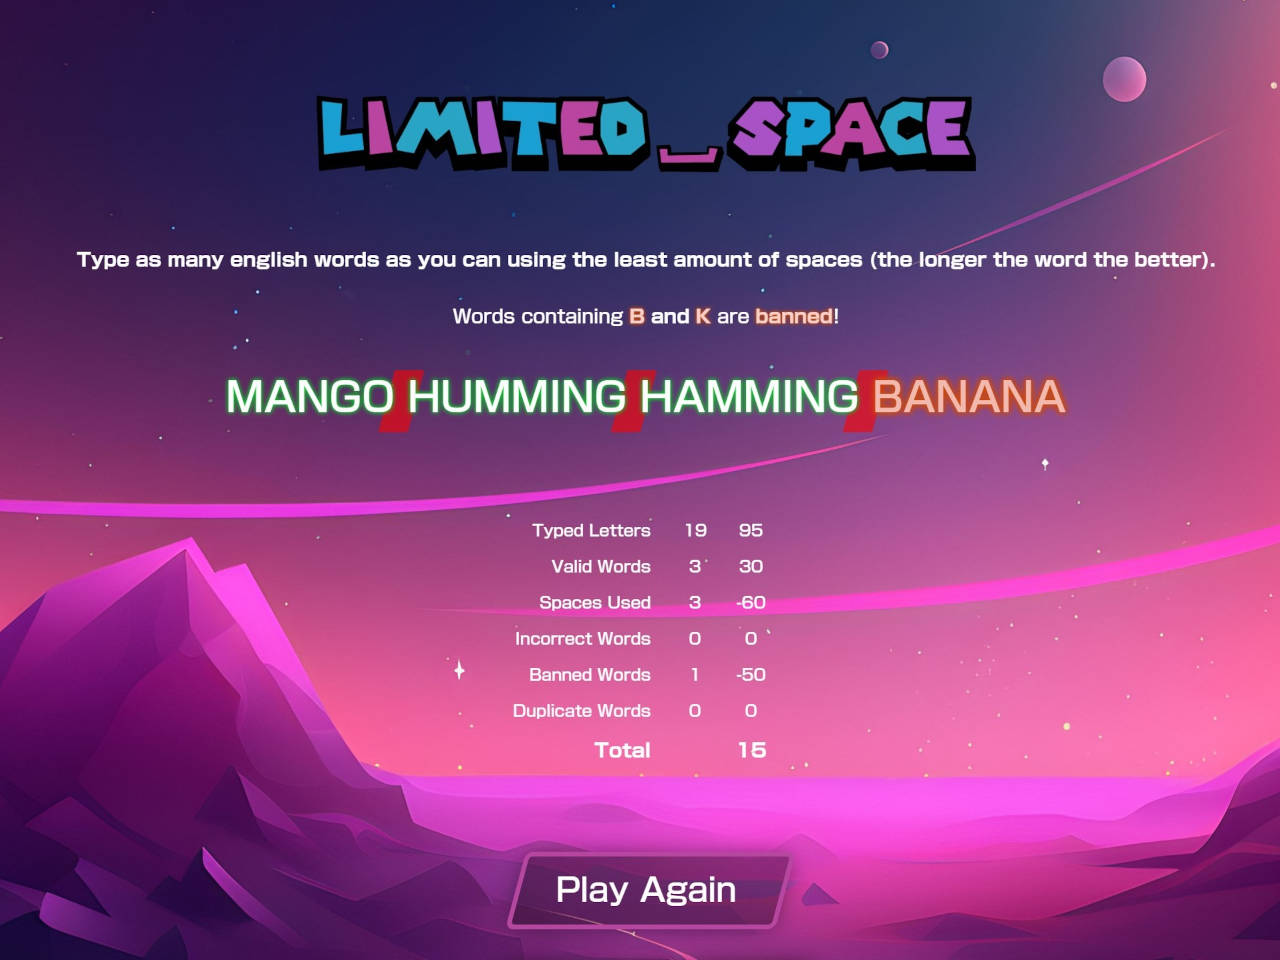 LIMITED_SPACE
Type as many english words as you can using the least amount of spaces (the longer the word the better).
Words containing B and K are banned!
MANGO HUMMING HAMMING BANANA
Typed Letters 19 95
Valid Words 3 30
Spaces Used 3 -60
Incorrect Words 0 0
Banned Words 1 -50
Duplicate Words 0 0
Total 15
Play Again